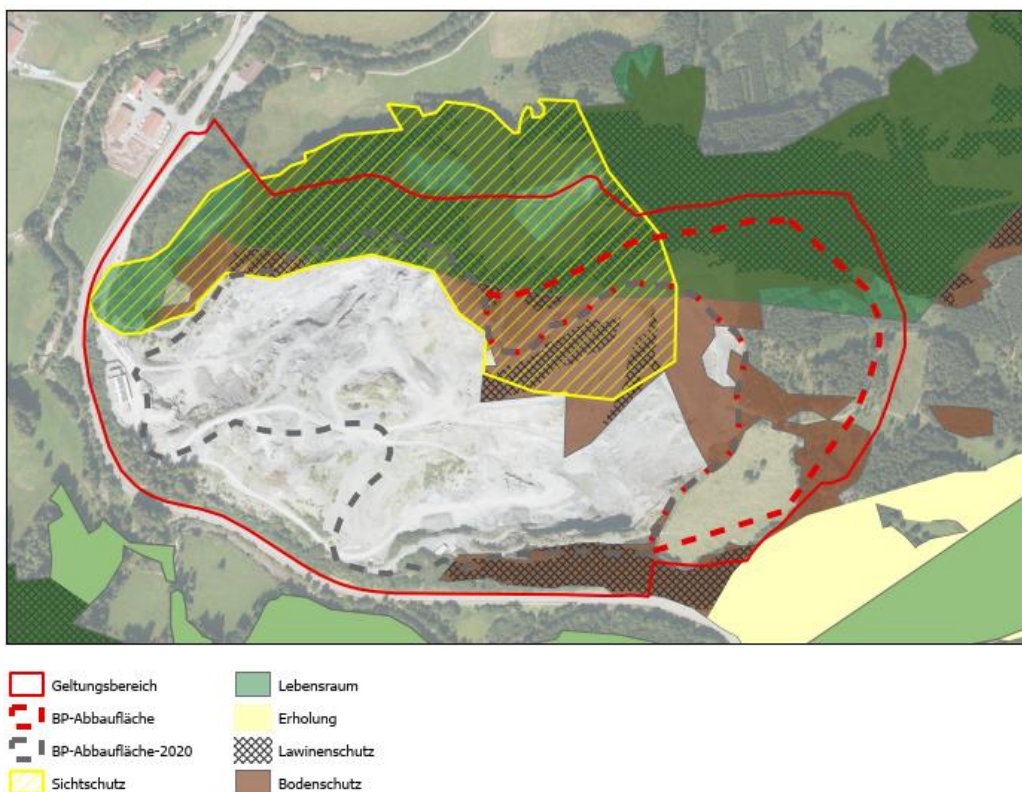 Geltungsbereich
BP-Abbaufläche
BP-Abbaufläche-2020
Sichtschutz
Lebensraum
Erholung
Lawinenschutz
Bodenschutz